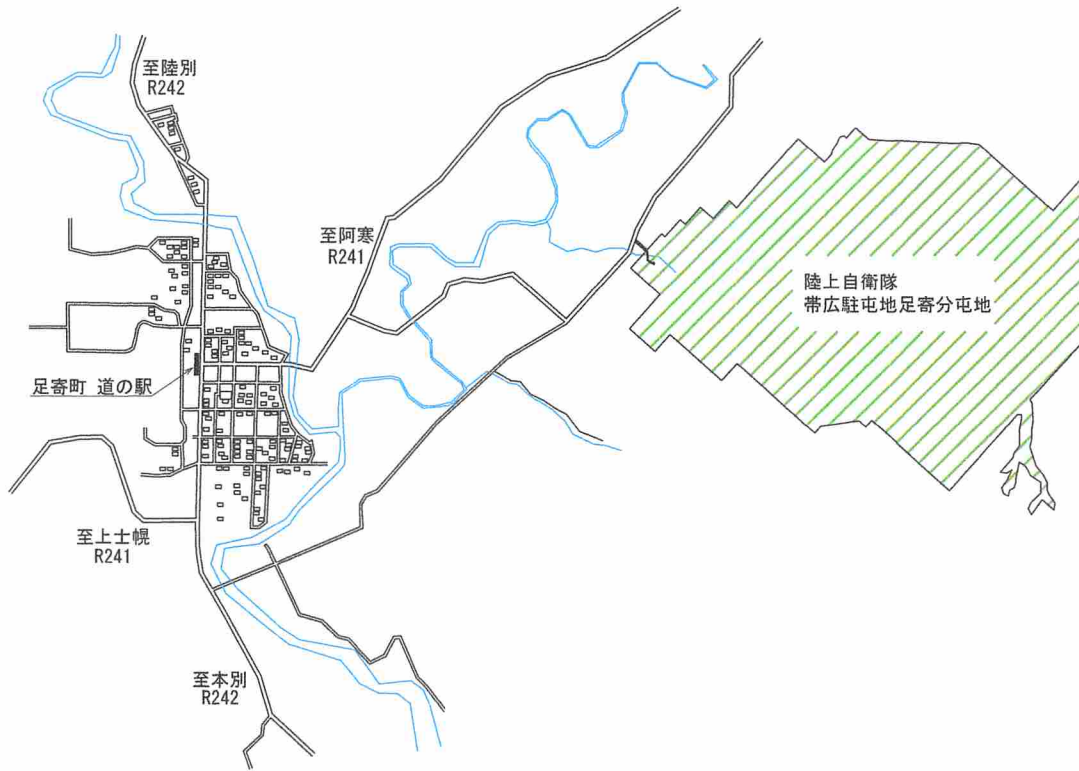 至陸別
R242
至阿寒
R241
陸上自衛隊
帯広駐屯地足寄分屯地
足寄町 道の駅
至上士幌
R241
至本別
R242